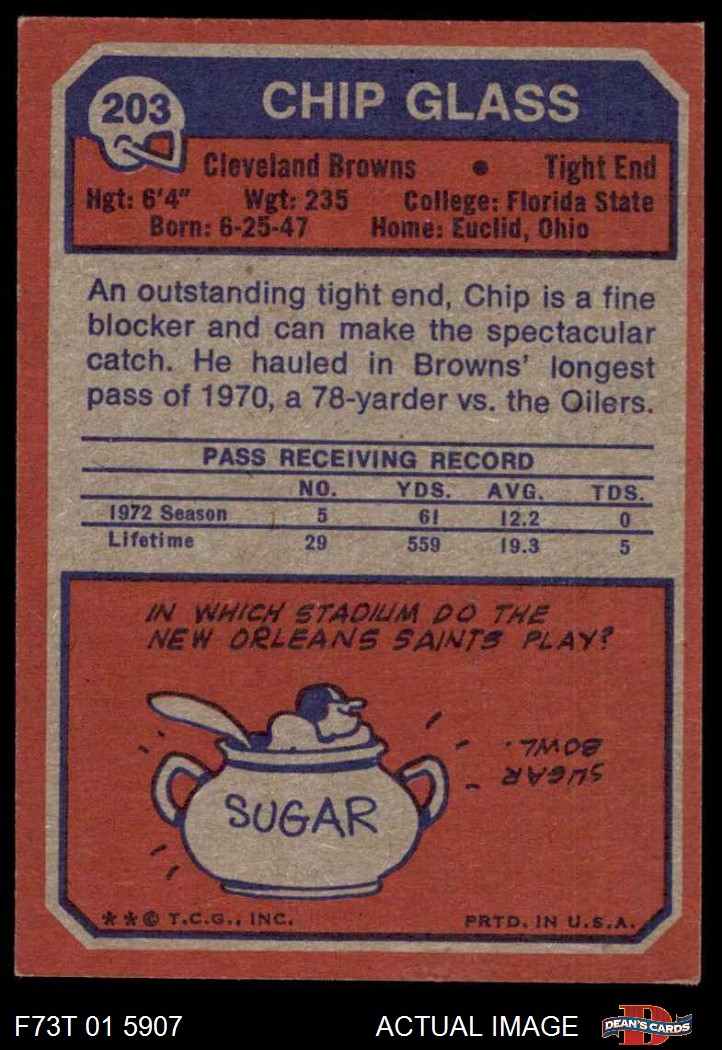 203
CHIP GLASS
Cleveland Browns • Tight End
Hgt: 6'4" Wgt: 235 College: Florida State
Born: 6-25-47 Home: Euclid, Ohio
An outstanding tight end, Chip is a fine
blocker and can make the spectacular
catch. He hauled in Browns' longest
pass of 1970, a 78-yarder vs. the Oilers.
PASS RECEIVING RECORD
NO. YDS. AVG. TDS.
1972 Season 5 61 12.2 0
Lifetime 29 559 19.3 5
IN WHICH STADIUM DO THE
NEW ORLEANS SAINTS PLAY?
SUGAR
BOWL.
SUGAR
**© T.C.G., INC. PRTD. IN U.S.A.
F73T 01 5907 ACTUAL IMAGE
D
DEAN'S CARDS